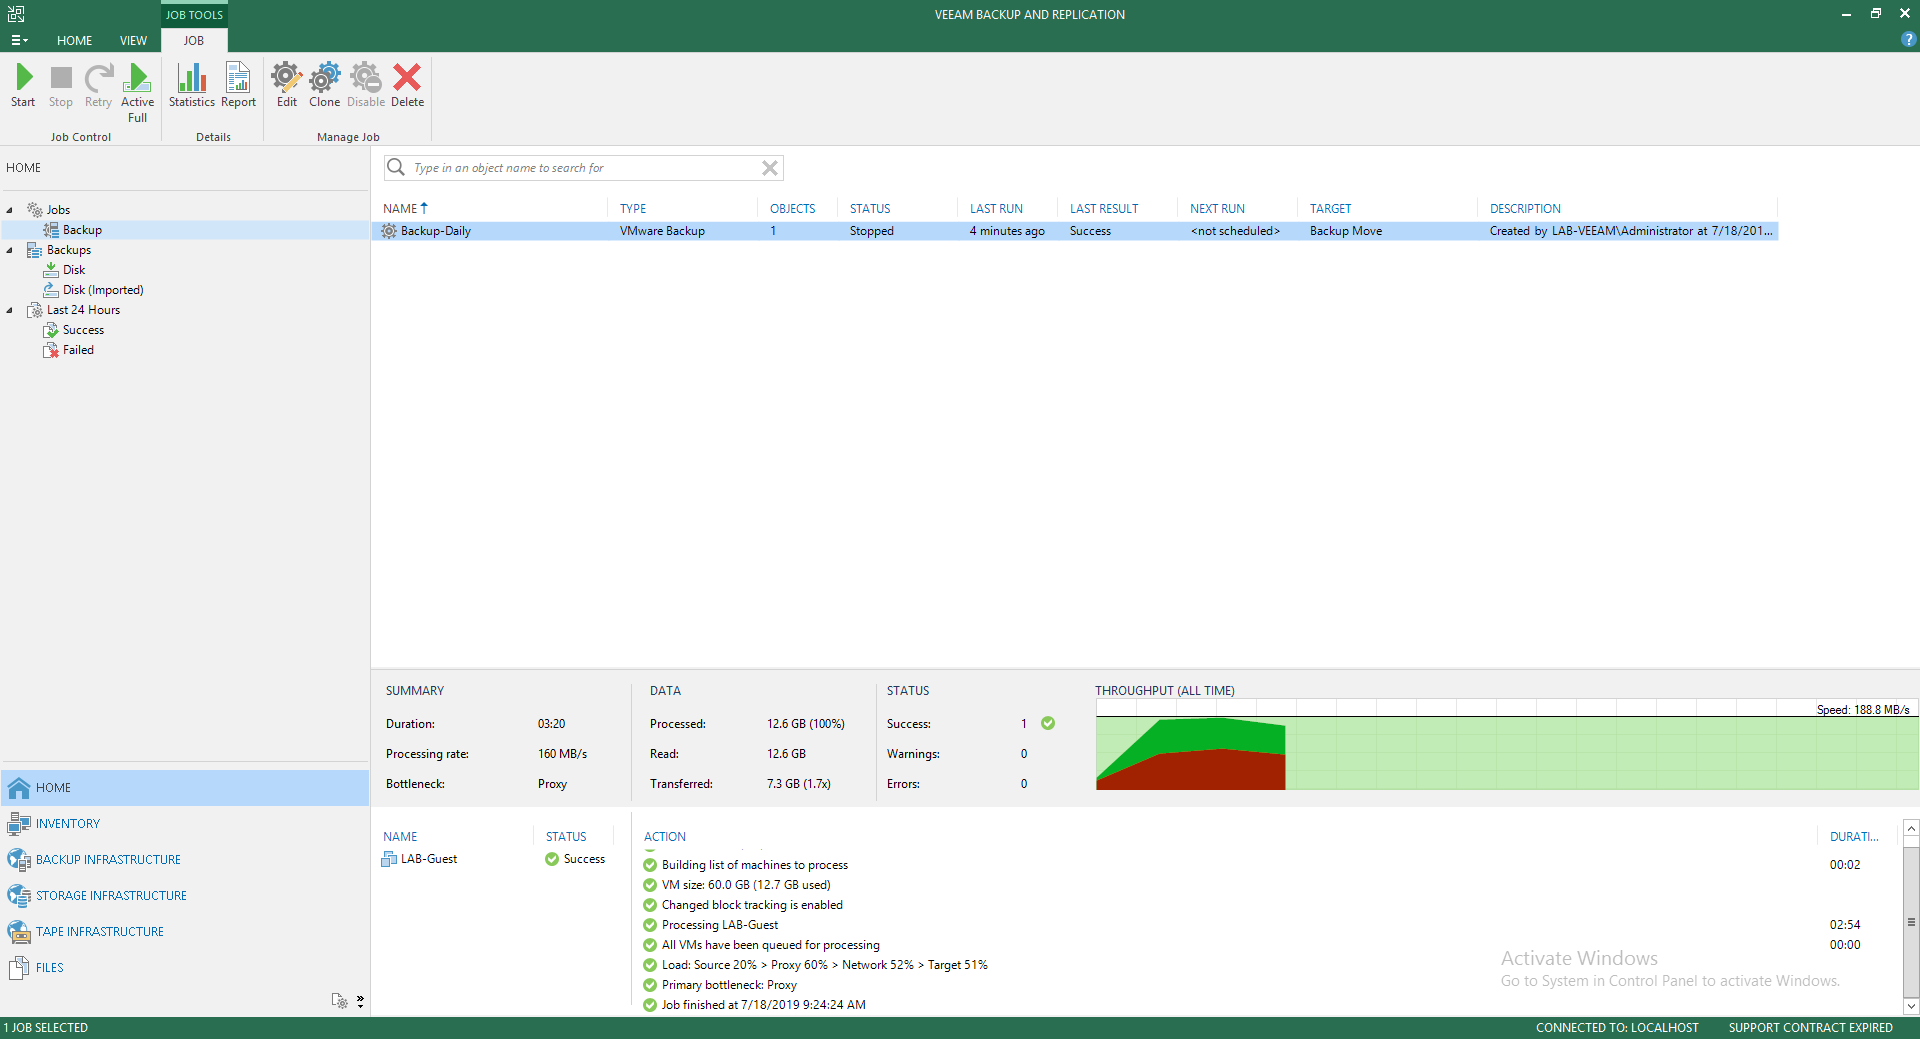 JOB TOOLS
VEEAM BACKUP AND REPLICATION
HOME VIEW JOB
Start Stop Retry Active Full Statistics Report Edit Clone Disable Delete
Job Control Details Manage Job
HOME
Jobs
Backup
Backups
Disk
Disk (Imported)
Last 24 Hours
Success
Failed
HOME
INVENTORY
BACKUP INFRASTRUCTURE
STORAGE INFRASTRUCTURE
TAPE INFRASTRUCTURE
FILES
Type in an object name to search for
NAME TYPE OBJECTS STATUS LAST RUN LAST RESULT NEXT RUN TARGET DESCRIPTION
Backup-Daily VMware Backup 1 Stopped 4 minutes ago Success <not scheduled> Backup Move Created by LAB-VEEAM\Administrator at 7/18/201...
SUMMARY
Duration: 03:20
Processing rate: 160 MB/s
Bottleneck: Proxy
DATA
Processed: 12.6 GB (100%)
Read: 12.6 GB
Transferred: 7.3 GB (1.7x)
STATUS
Success: 1
Warnings: 0
Errors: 0
THROUGHPUT (ALL TIME)
Speed: 188.8 MB/s
NAME STATUS
LAB-Guest Success
ACTION DURATI...
Building list of machines to process 00:02
VM size: 60.0 GB (12.7 GB used)
Changed block tracking is enabled
Processing LAB-Guest 02:54
All VMs have been queued for processing 00:00
Load: Source 20% > Proxy 60% > Network 52% > Target 51%
Primary bottleneck: Proxy
Job finished at 7/18/2019 9:24:24 AM
Activate Windows
Go to System in Control Panel to activate Windows.
1 JOB SELECTED
CONNECTED TO: LOCALHOST SUPPORT CONTRACT EXPIRED